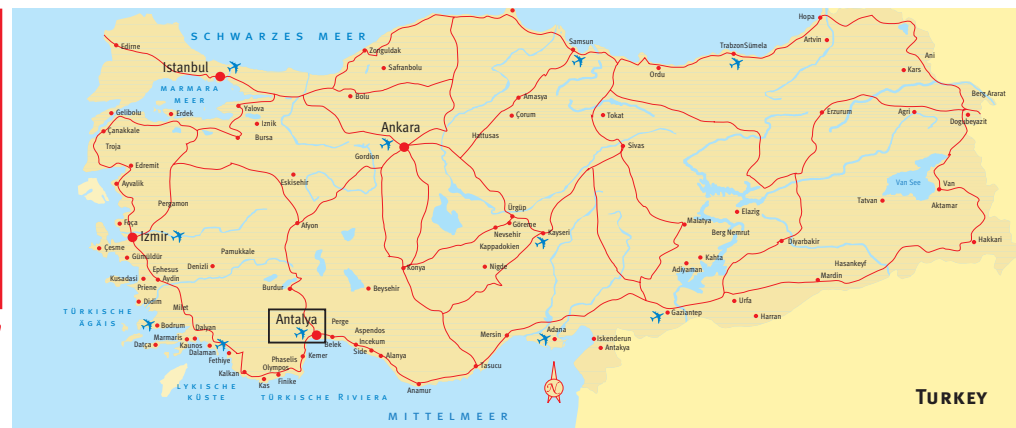 Hopa
SCHWARZES MEER
Samsun
Edirne
Artvin
Zonguldak
TrabzonSümela
Ani
Istanbul
Safranbolu
Ordu
Kars
MARMARA
MEER
Bolu
Amasya
Berg Ararat
Yalova
Gelibolu
Erdek
Çorum
Tokat
Erzurum
Agri
Iznik
Dogubeyazit
Çanakkale
Ankara
Bursa
Hattusas
Troja
Sivas
Gordion
Edremit
Ayvalik
Eskisehir
Van See
Van
Pergamon
Tatvan
Aktamar
Ürgüp
Elazig
Foça
Afyon
Göreme
Malatya
Izmir
Nevsehir
Kayseri
Berg Nemrut
Diyarbakir
Hakkari
Çesme
Kappadokien
Pamukkale
Gümüldür
Kahta
Hasankeyf
Denizli
Konya
Nigde
Adiyaman
Ephesus
Kusadasi
Aydin
Mardin
Priene
Burdur
Beysehir
Didim
Urfa
TÜRKISCHE
ÄGÄIS
Milet
Gaziantep
Harran
Antalya
Perge
Bodrum
Dalyan
Aspendos
Mersin
Adana
Marmaris
Belek
Incekum
Iskenderun
Datça
Kaunos
Side
Antakya
Dalaman
Phaselis
Kemer
Alanya
Fethiye
Olympos
Tasucu
Kalkan
Kas
Finike
Anamur
N
LYKISCHE
KÜSTE
TÜRKISCHE RIVIERA
TURKEY
MITTELMEER